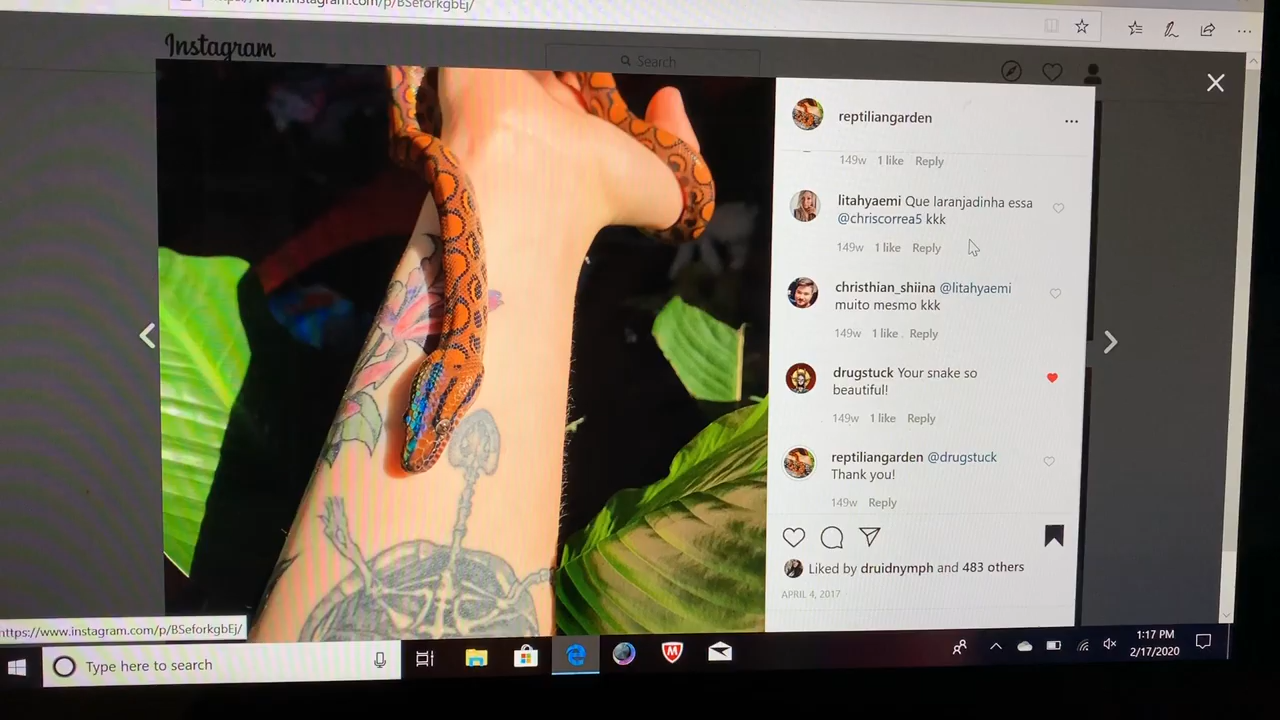 https://www.instagram.com/p/BSeforkgbEj/
Instagram
Search
reptiliangarden
149w 1 like Reply
litahyaemi Que laranjadinha essa
@chriscorrea5 kkk
149w 1 like Reply
christhian_shiina @litahyaemi
muito mesmo kkk
149w 1 like Reply
drugstuck Your snake so
beautiful!
149w 1 like Reply
reptiliangarden @drugstuck
Thank you!
149w Reply
Liked by druidnymph and 483 others
APRIL 4, 2017
https://www.instagram.com/p/BSeforkgbEj/
Type here to search
1:17 PM
2/17/2020